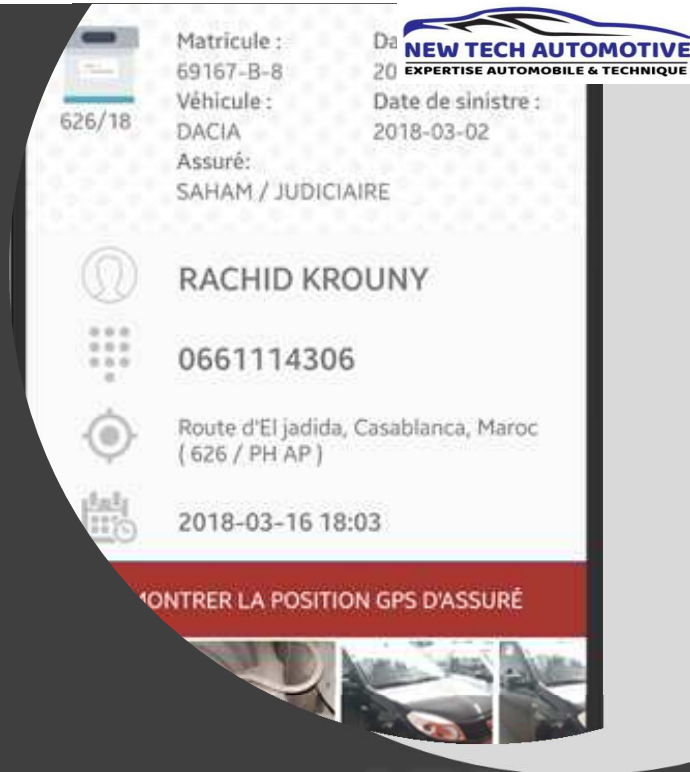 NEW TECH AUTOMOTIVE
EXPERTISE AUTOMOBILE & TECHNIQUE
626/18
Matricule :
69167-B-8
Véhicule :
DACIA
Assuré:
SAHAM / JUDICIAIRE
Da
20
Date de sinistre :
2018-03-02
RACHID KROUNY
0661114306
Route d'El jadida, Casablanca, Maroc
( 626 / PH AP )
2018-03-16 18:03
MONTRER LA POSITION GPS D'ASSURÉ